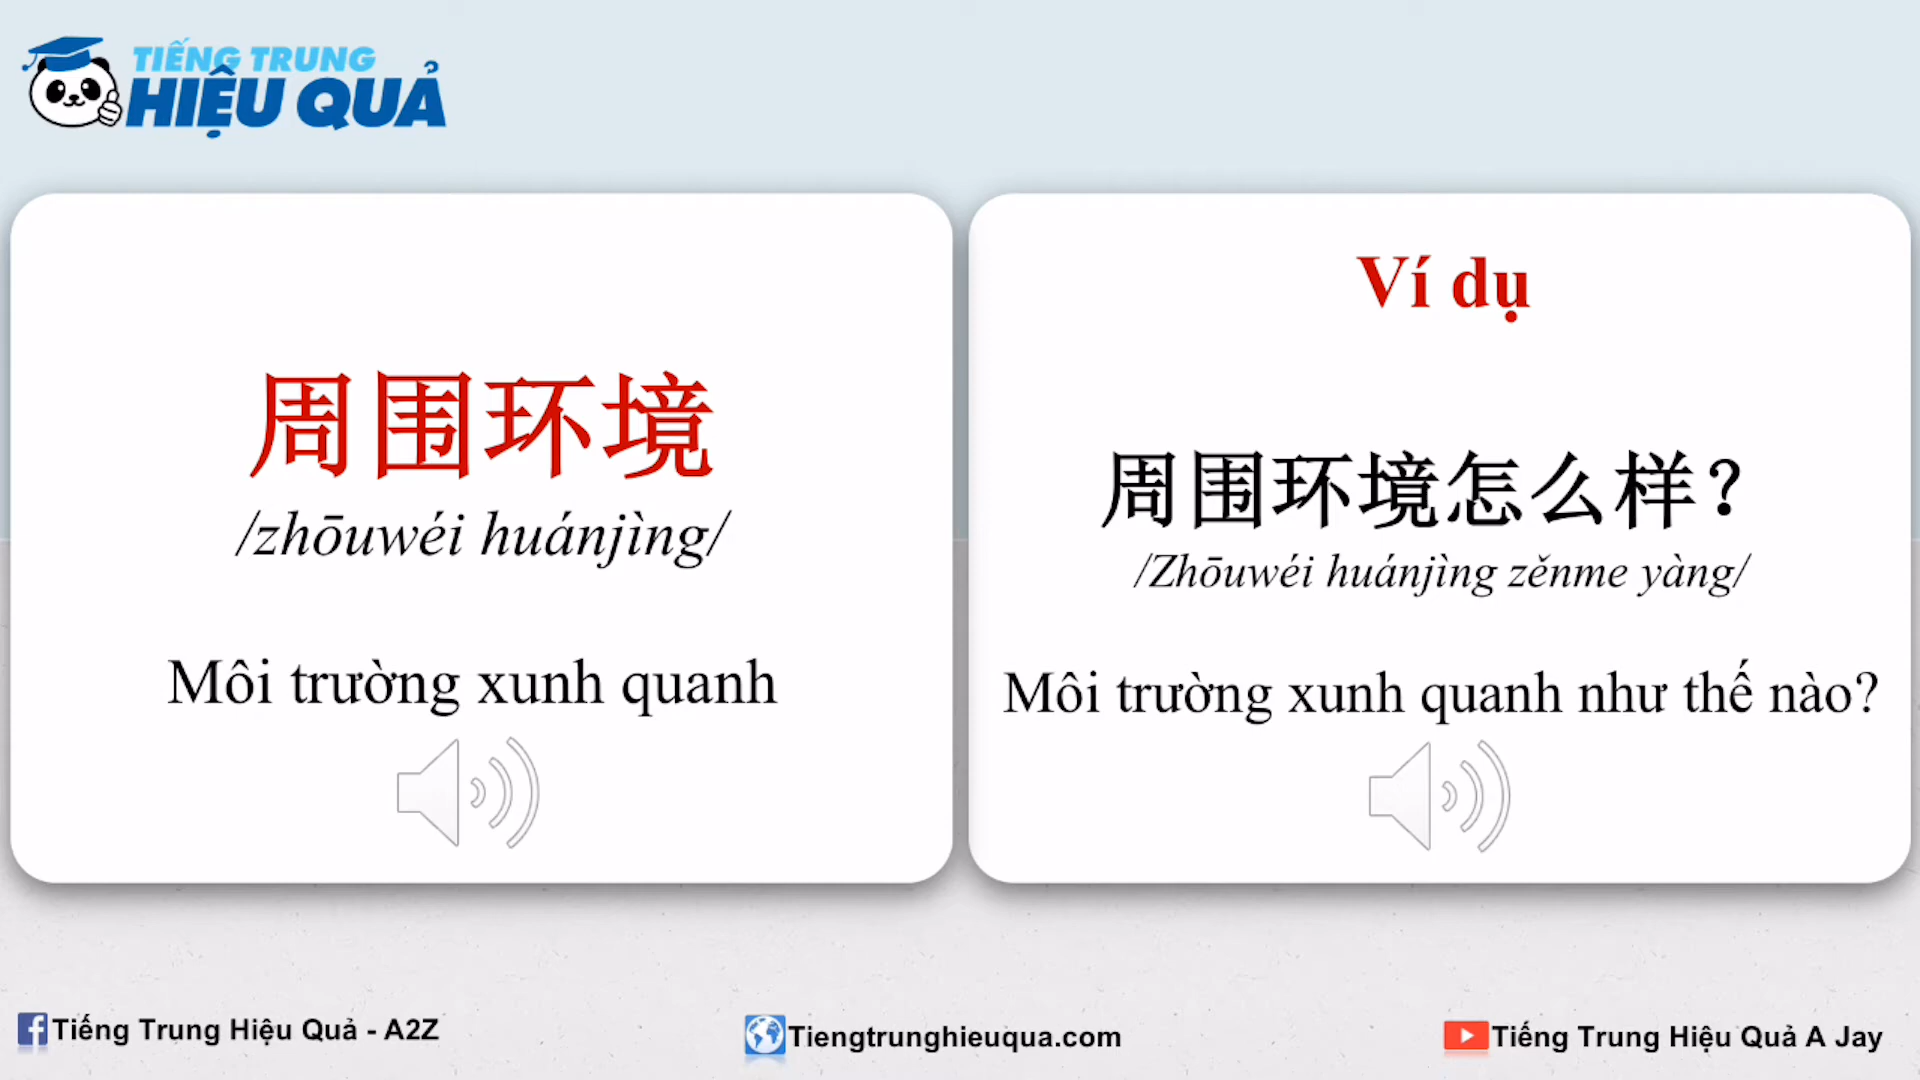 TIẾNG TRUNG
HIỆU QUẢ
周围环境
/zhōuwéi huánjìng/
Môi trường xunh quanh
Ví dụ
周围环境怎么样？
/Zhōuwéi huánjìng zěnme yàng/
Môi trường xunh quanh như thế nào?
Tiếng Trung Hiệu Quả - A2Z
Tiengtrunghieuqua.com
Tiếng Trung Hiệu Quả A Jay